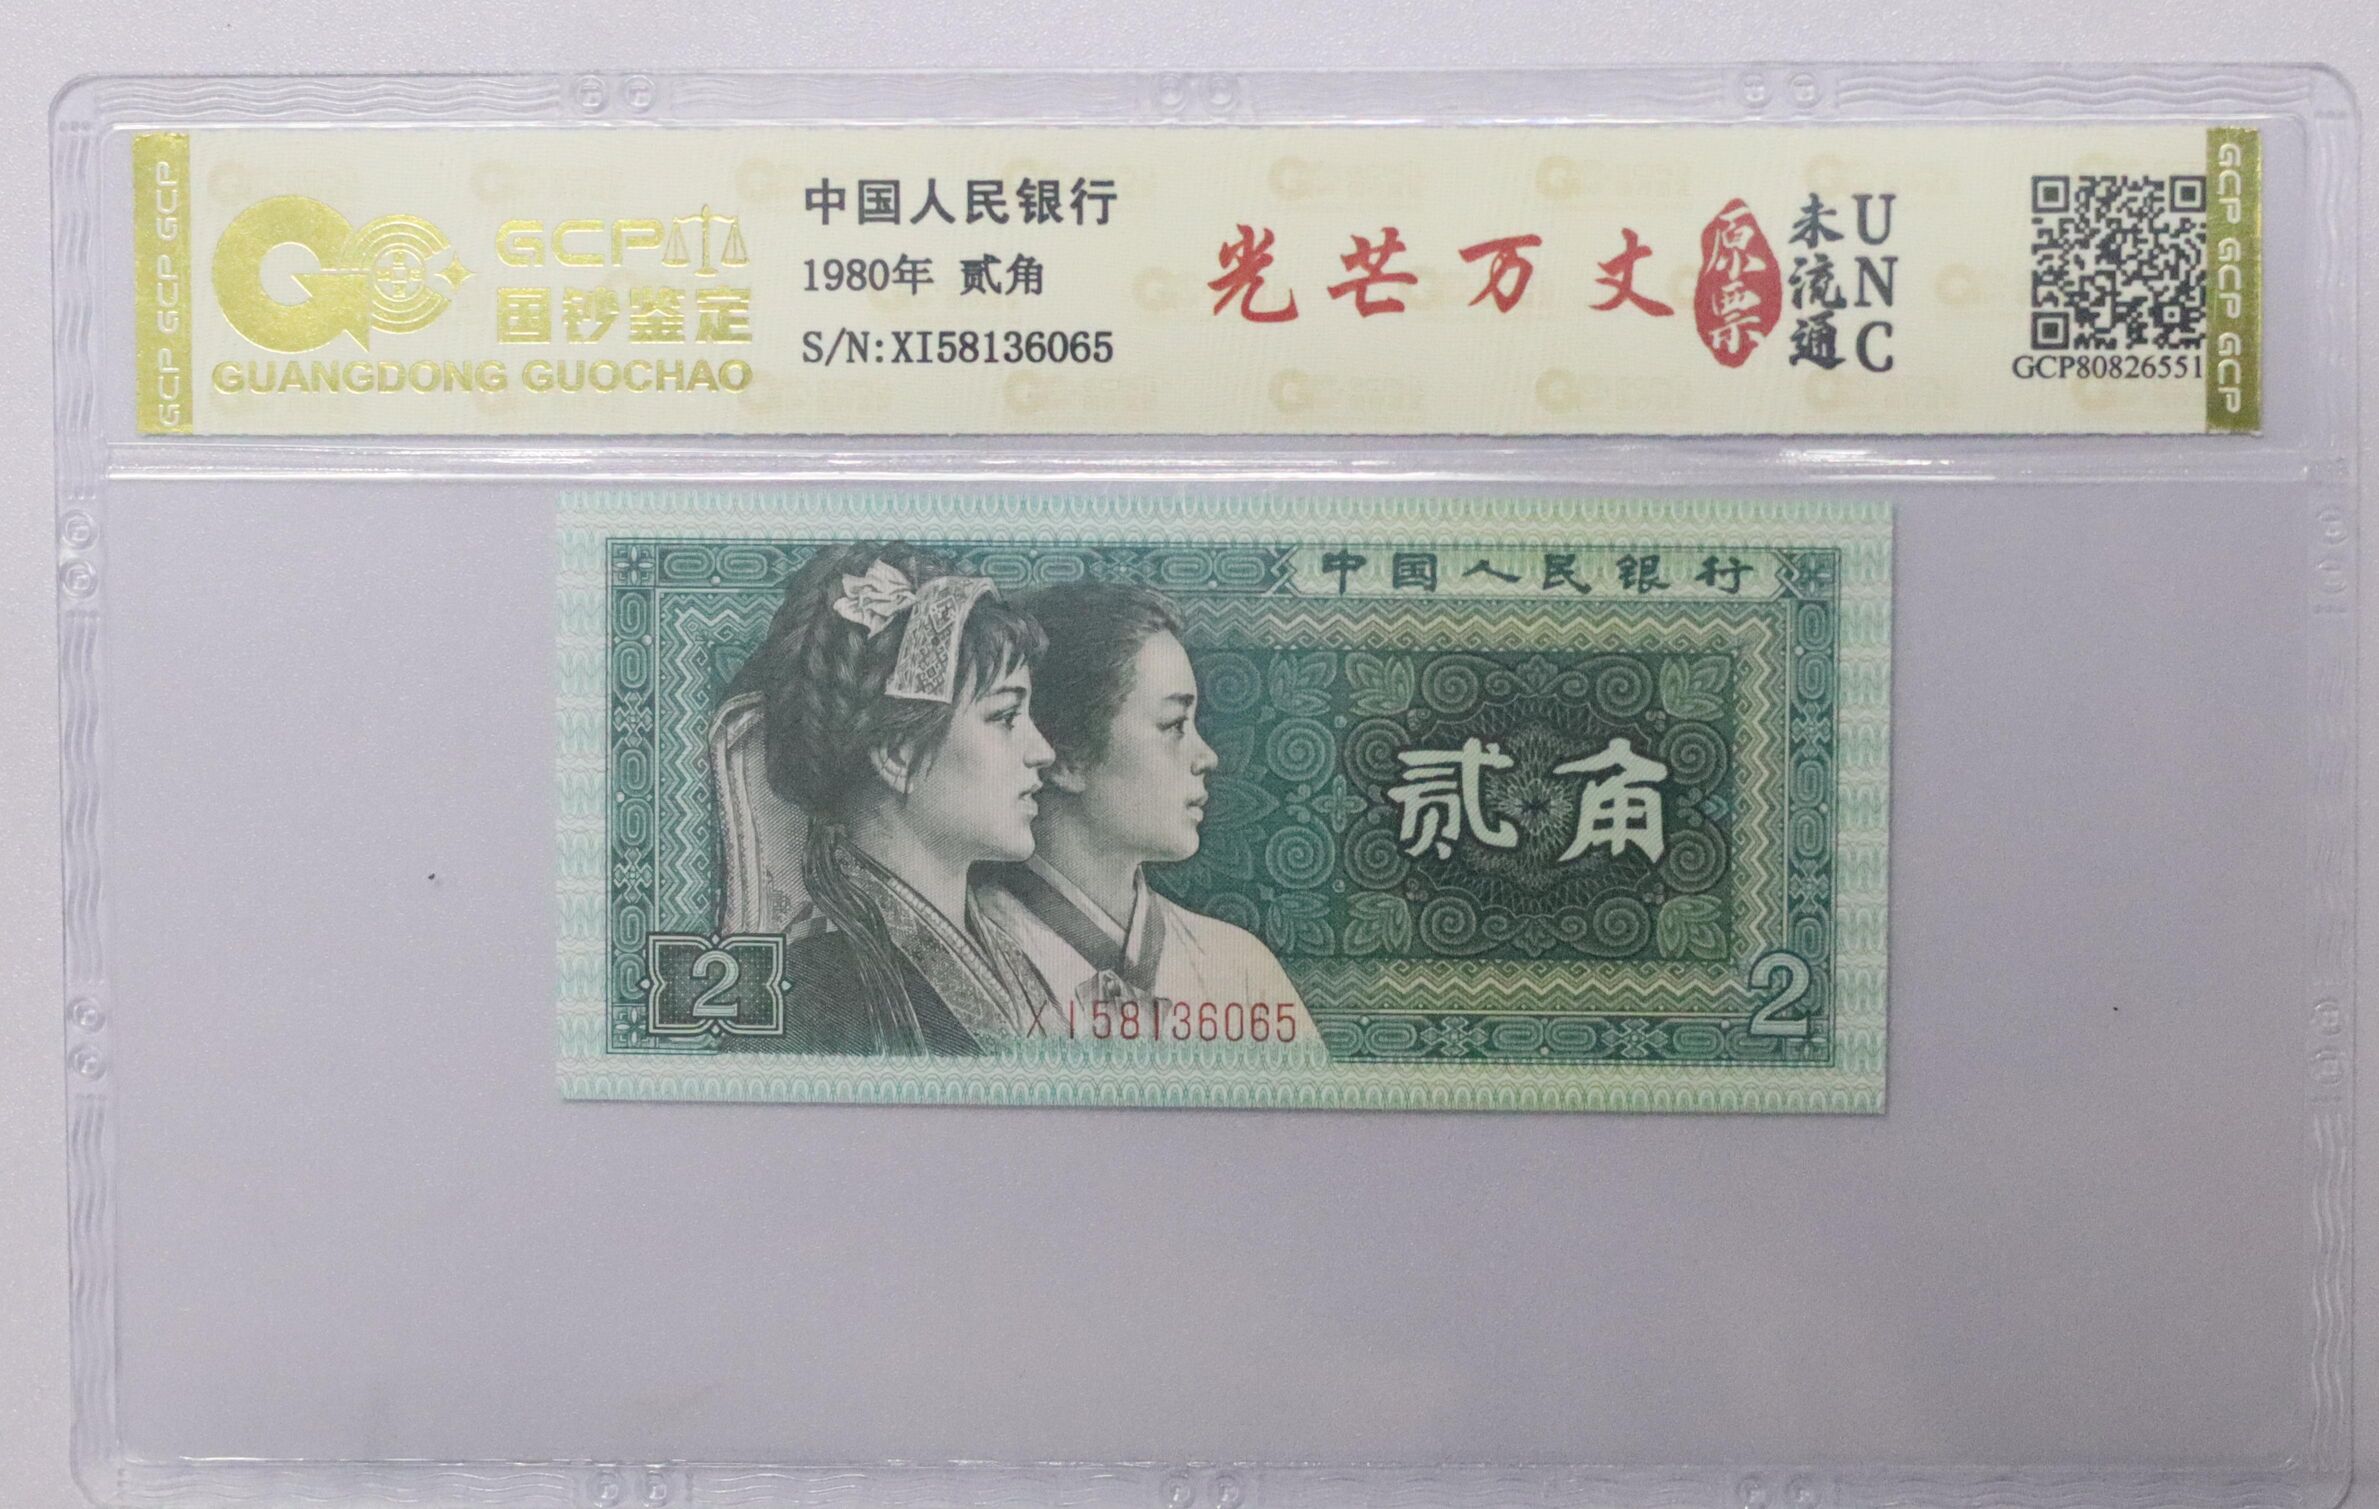 GCP GCP GCP
GCP
国钞鉴定
GUANGDONG GUOCHAO
中国人民银行
1980年 贰角
S/N:XI58136065
光芒万丈
原票
未流通
UNC
GCP80826551
GCP GCP GCP
中国人民银行
贰角
2
XI58136065
2